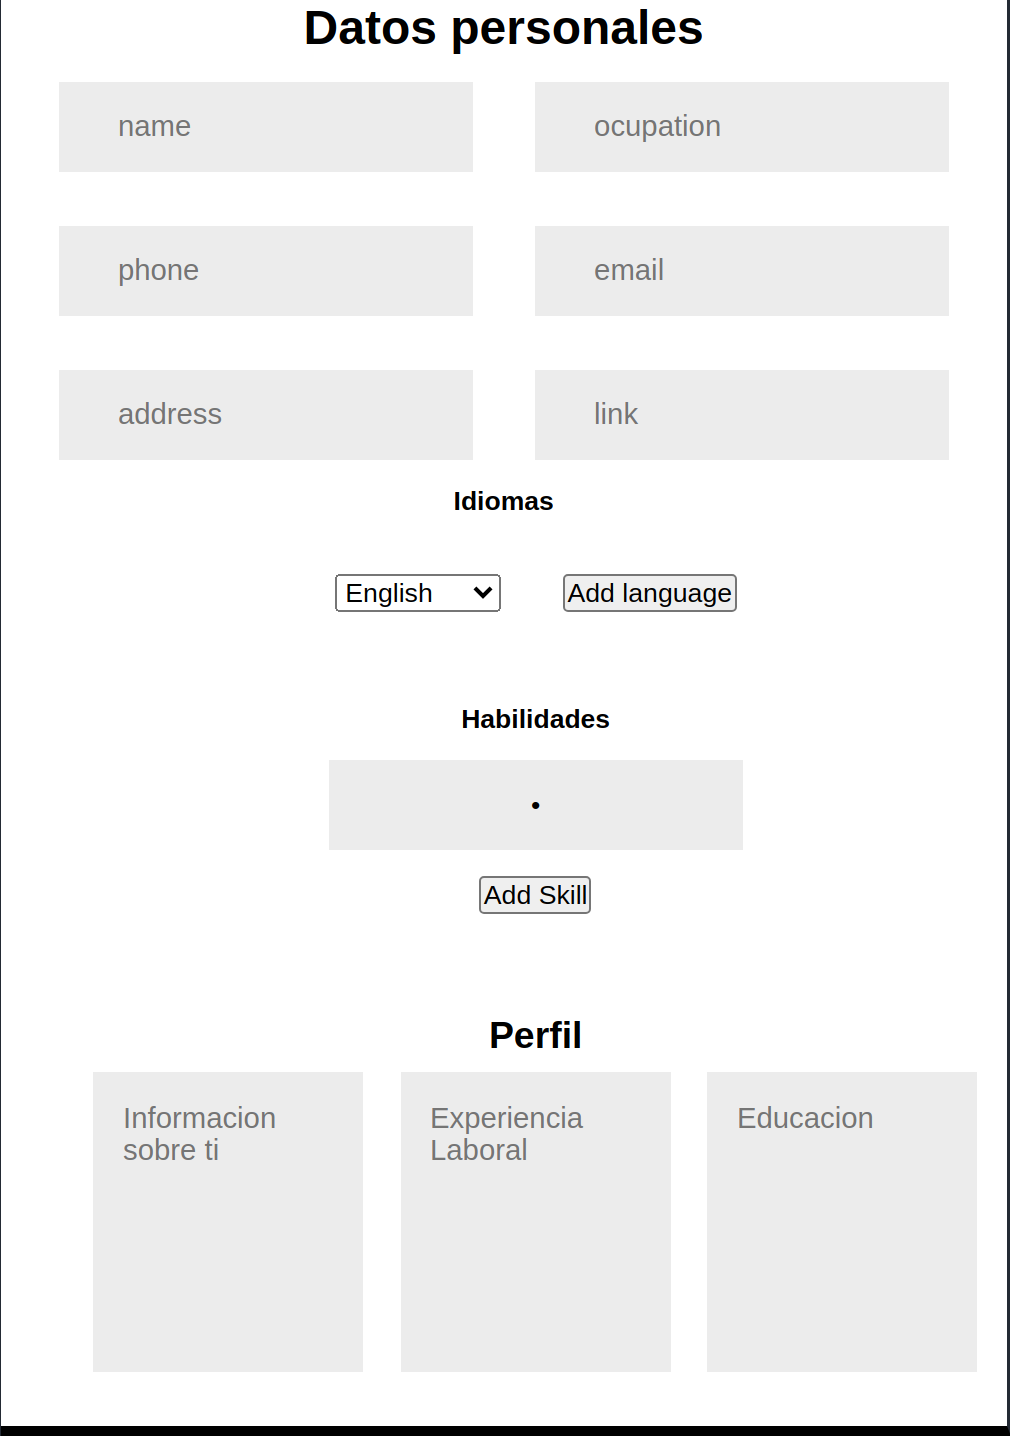 Datos personales
name
ocupation
phone
email
address
link
Idiomas
English
Add language
Habilidades
•
Add Skill
Perfil
Informacion
sobre ti
Experiencia
Laboral
Educacion